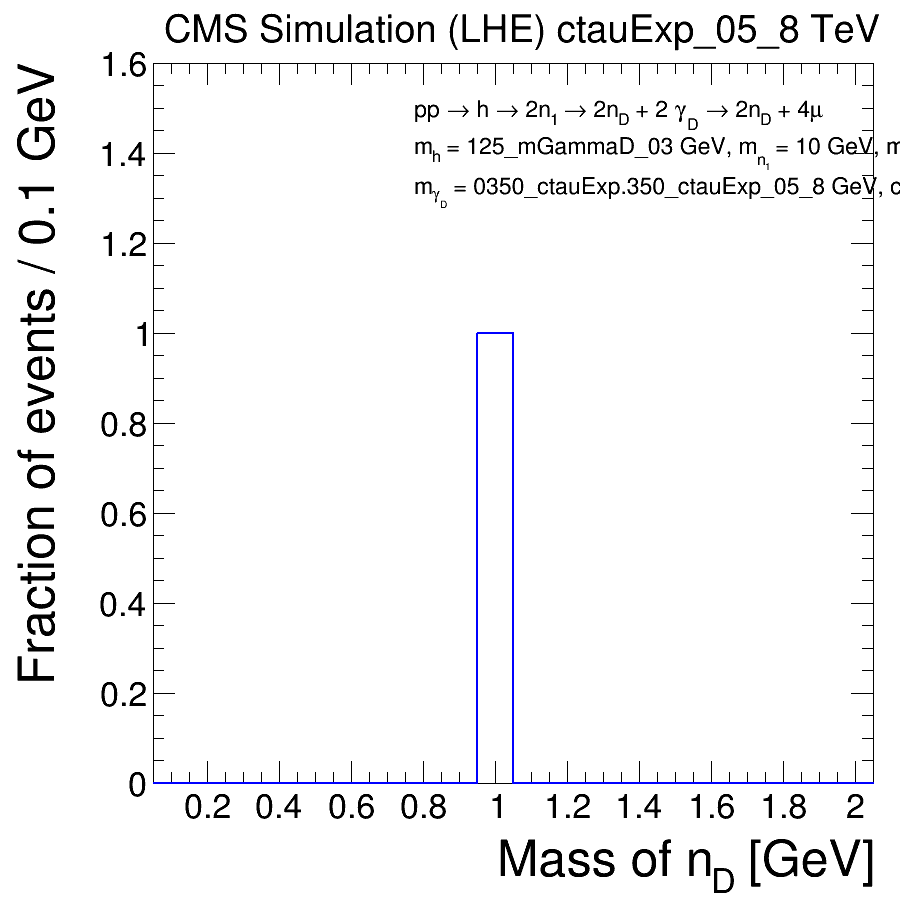 CMS Simulation (LHE) ctauExp_05_8 TeV
pp → h → 2n1 → 2nD + 2 γD → 2nD + 4μ
mh = 125_mGammaD_03 GeV, mn1 = 10 GeV, m
mγD = 0350_ctauExp.350_ctauExp_05_8 GeV, c
Fraction of events / 0.1 GeV
1.6
1.4
1.2
1
0.8
0.6
0.4
0.2
0
0.2 0.4 0.6 0.8 1 1.2 1.4 1.6 1.8 2
Mass of nD [GeV]